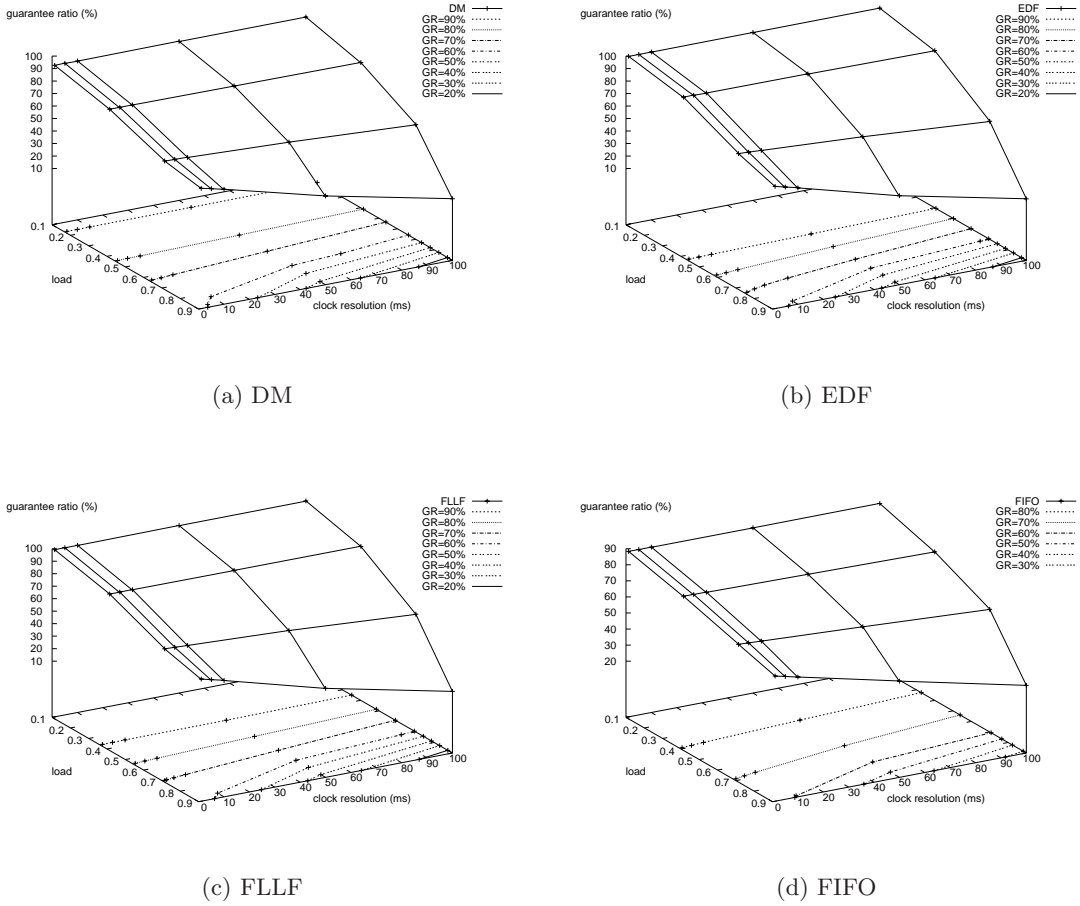 guarantee ratio (%)
DM
GR=90%
GR=80%
GR=70%
GR=60%
GR=50%
GR=40%
GR=30%
GR=20%
100
90
80
70
60
50
40
30
20
10
0.1
0.2
0.3
0.4
0.5
0.6
0.7
0.8
0.9
load
0
10
20
30
40
50
60
70
80
90
100
clock resolution (ms)
(a) DM
guarantee ratio (%)
EDF
GR=90%
GR=80%
GR=70%
GR=60%
GR=50%
GR=40%
GR=30%
GR=20%
100
90
80
70
60
50
40
30
20
10
0.1
0.2
0.3
0.4
0.5
0.6
0.7
0.8
0.9
load
0
10
20
30
40
50
60
70
80
90
100
clock resolution (ms)
(b) EDF
guarantee ratio (%)
FLLF
GR=90%
GR=80%
GR=70%
GR=60%
GR=50%
GR=40%
GR=30%
GR=20%
100
90
80
70
60
50
40
30
20
10
0.1
0.2
0.3
0.4
0.5
0.6
0.7
0.8
0.9
load
0
10
20
30
40
50
60
70
80
90
100
clock resolution (ms)
(c) FLLF
guarantee ratio (%)
FIFO
GR=80%
GR=70%
GR=60%
GR=50%
GR=40%
GR=30%
90
80
70
60
50
40
30
20
0.1
0.2
0.3
0.4
0.5
0.6
0.7
0.8
0.9
load
0
10
20
30
40
50
60
70
80
90
100
clock resolution (ms)
(d) FIFO